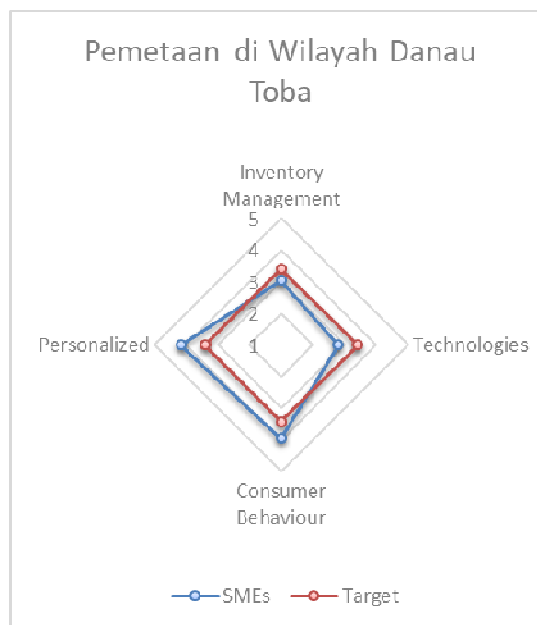 Pemetaan di Wilayah Danau
Toba
Inventory
Management
5
4
3
2
1
Personalized
Technologies
Consumer
Behaviour
SMEs
Target